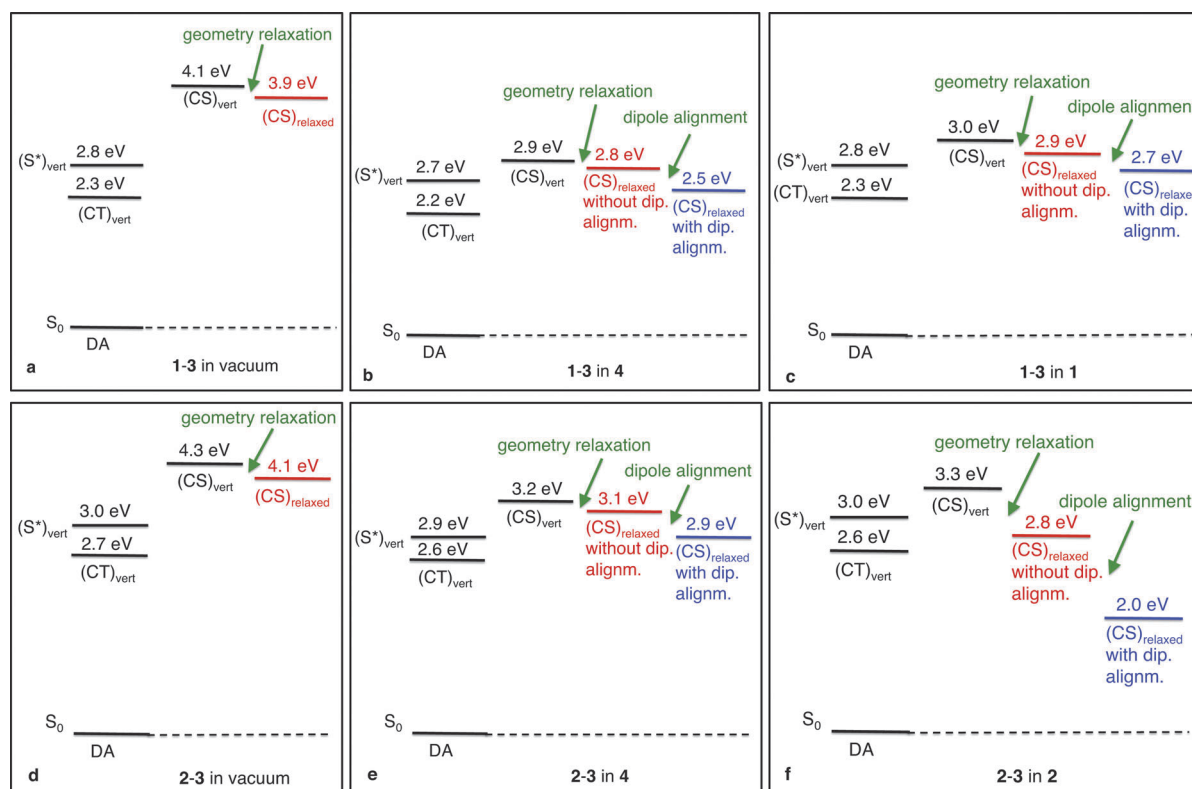 geometry relaxation
4.1 eV
3.9 eV
(CS)vert
(CS)relaxed
2.8 eV
(S*)vert
2.3 eV
(CT)vert
S0
DA
a
1-3 in vacuum
geometry relaxation
dipole alignment
2.9 eV
2.8 eV
(CS)vert
(CS)relaxed
without dip.
alignm.
2.5 eV
(CS)relaxed
with dip.
alignm.
2.7 eV
(S*)vert
2.2 eV
(CT)vert
S0
DA
b
1-3 in 4
geometry relaxation
dipole alignment
3.0 eV
2.9 eV
(CS)vert
(CS)relaxed
without dip.
alignm.
2.7 eV
(CS)relaxe
with dip.
alignm.
2.8 eV
(S*)vert
2.3 eV
(CT)vert
S0
DA
c
1-3 in 1
geometry relaxation
4.3 eV
4.1 eV
(CS)vert
(CS)relaxed
3.0 eV
(S*)vert
2.7 eV
(CT)vert
S0
DA
d
2-3 in vacuum
geometry relaxation
dipole alignment
3.2 eV
3.1 eV
(CS)vert
(CS)relaxed
without dip.
alignm.
2.9 eV
(CS)relaxed
with dip.
alignm.
2.9 eV
(S*)vert
2.6 eV
(CT)vert
S0
DA
e
2-3 in 4
geometry relaxation
dipole alignment
3.3 eV
(CS)vert
2.8 eV
(CS)relaxed
without dip.
alignm.
2.0 eV
(CS)relaxed
with dip.
alignm.
3.0 eV
(S*)vert
2.6 eV
(CT)vert
S0
DA
f
2-3 in 2